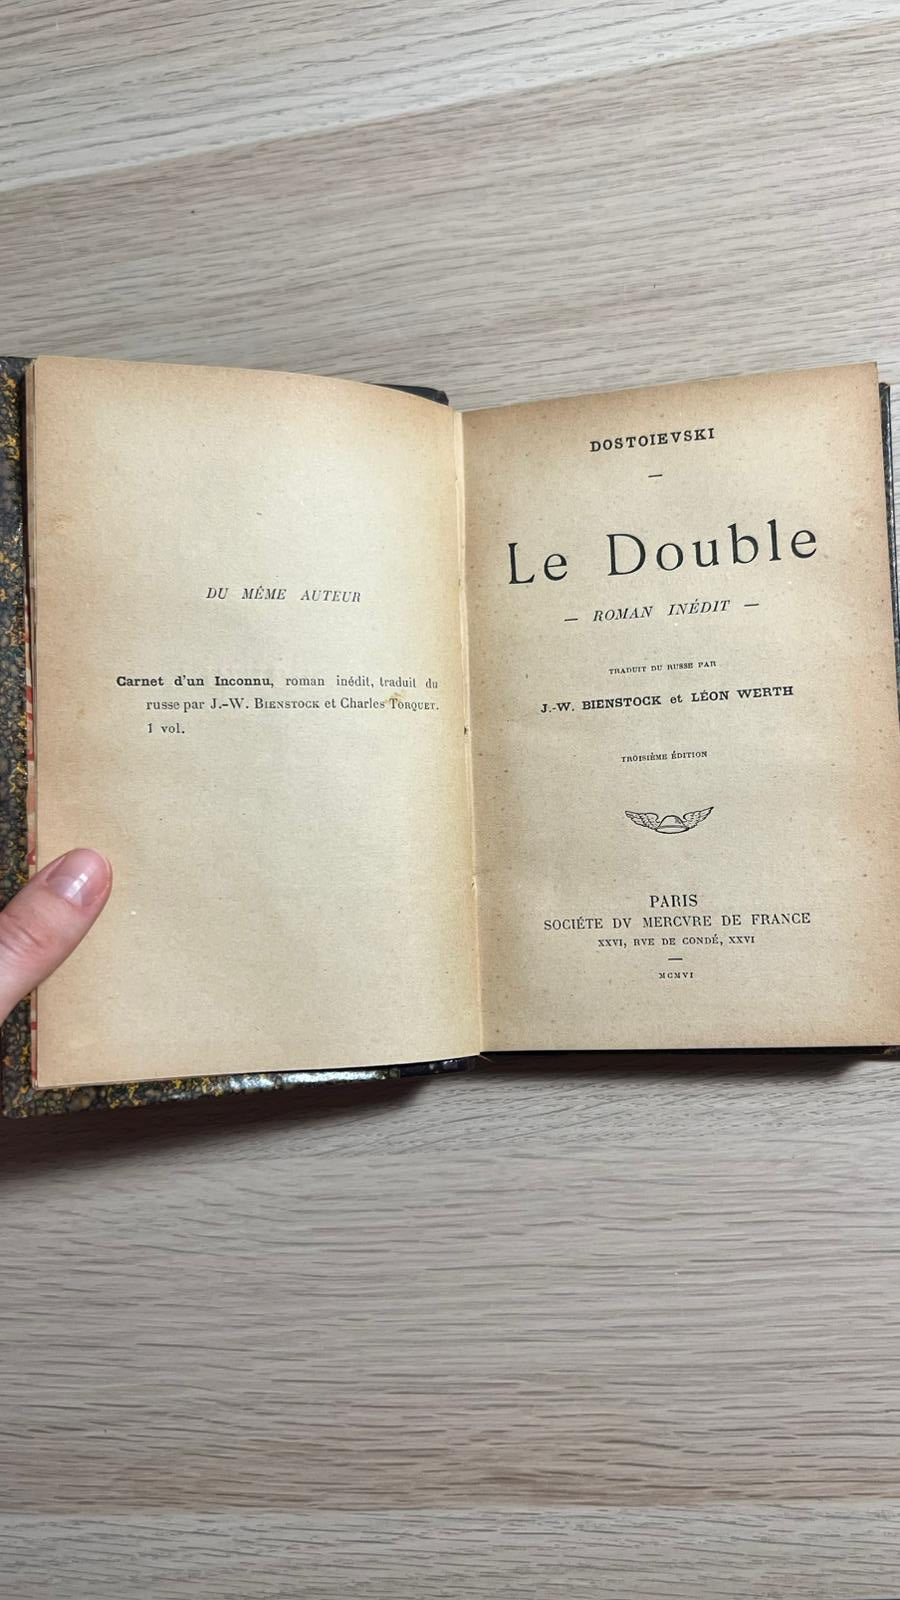 DU MÊME AUTEUR
Carnet d'un Inconnu, roman inédit, traduit du
russe par J.-W. BIENSTOCK et Charles TORQUET.
1 vol.
DOSTOIEVSKI
—
Le Double
— ROMAN INÉDIT —
TRADUIT DU RUSSE PAR
J.-W. BIENSTOCK et LÉON WERTH
TROISIÈME ÉDITION
PARIS
SOCIÉTE DV MERCVRE DE FRANCE
XXVI, RVE DE CONDÉ, XXVI
—
MCMVI